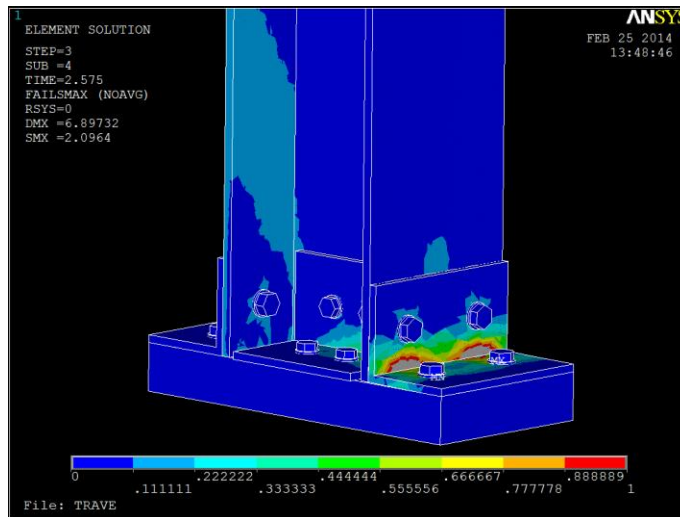 1
ELEMENT SOLUTION
STEP=3
SUB =4
TIME=2.575
FAILSMAX (NOAVG)
RSYS=0
DMX =6.89732
SMX =2.0964
ANSYS
FEB 25 2014
13:48:46
MN
MX
0 .222222 .444444 .666667 .888889
.111111 .333333 .555556 .777778 1
File: TRAVE